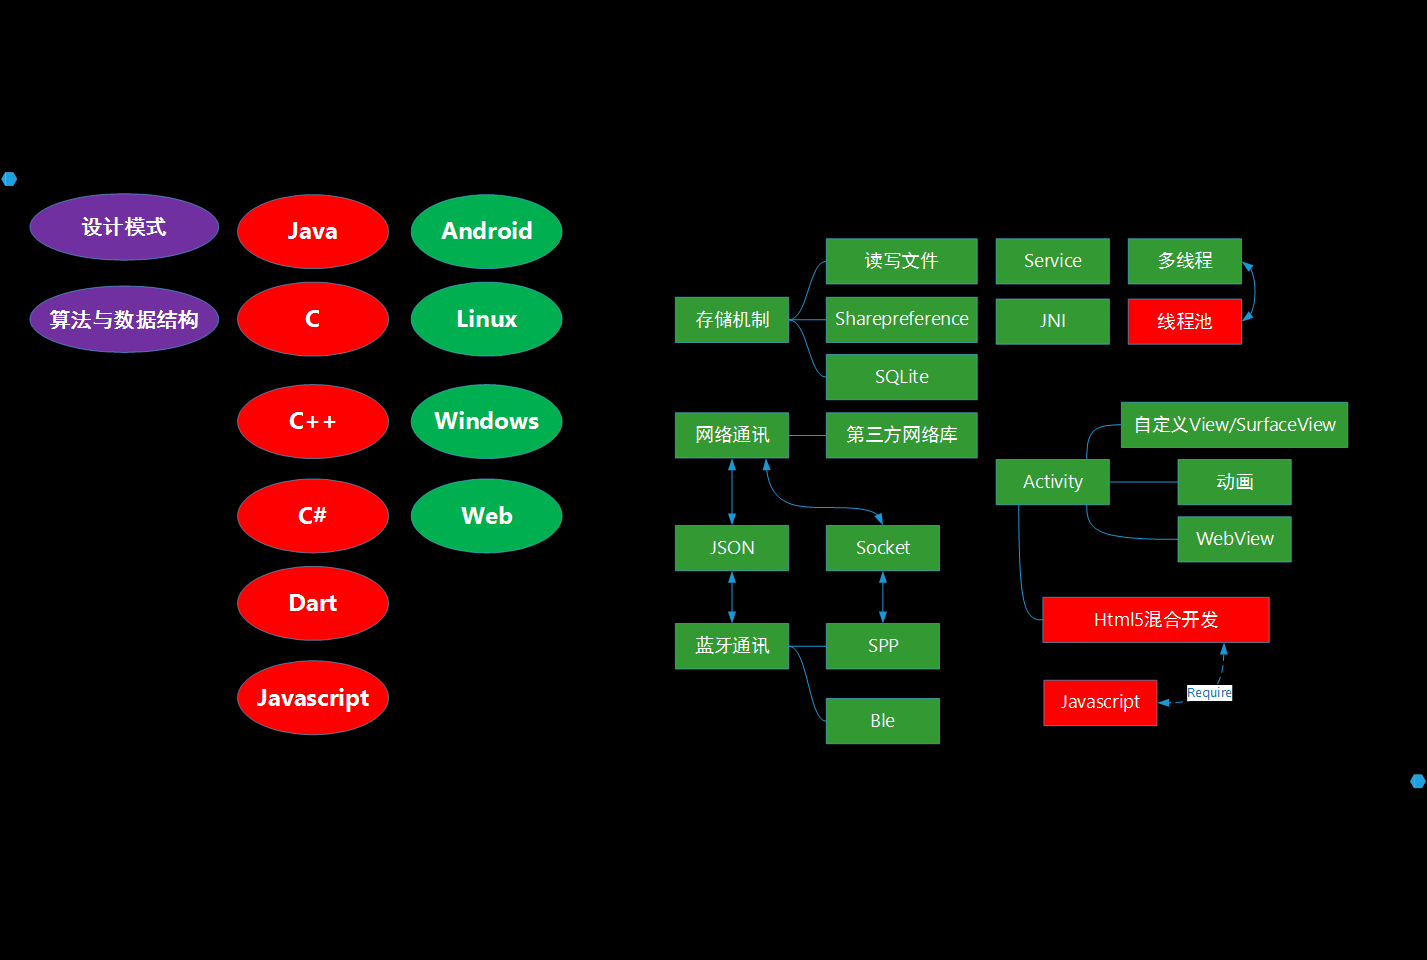 设计模式
算法与数据结构
Java
C
C++
C#
Dart
Javascript
Android
Linux
Windows
Web
存储机制
读写文件
Sharepreference
SQLite
网络通讯
第三方网络库
JSON
Socket
蓝牙通讯
SPP
Ble
Service
JNI
多线程
线程池
Activity
自定义View/SurfaceView
动画
WebView
Html5混合开发
Require
Javascript